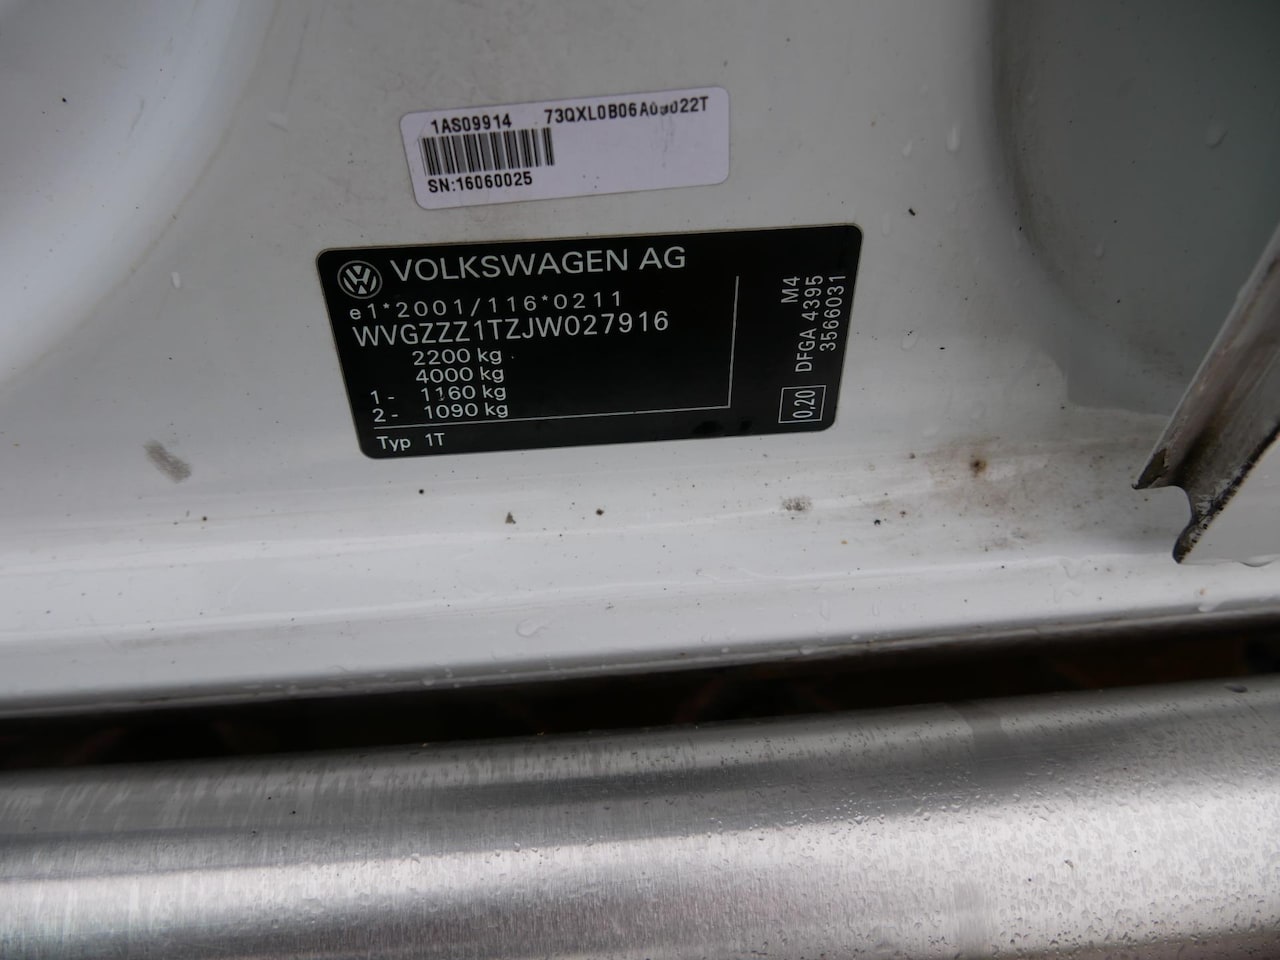 1AS09914 73QXL0B06A09022T
SN:16060025
VOLKSWAGEN AG
e1*2001/116*0211
WVGZZZ1TZJW027916
2200 kg
4000 kg
1- 1160 kg
2- 1090 kg
Typ 1T
M4
DFGA 4395
3566031
0,20